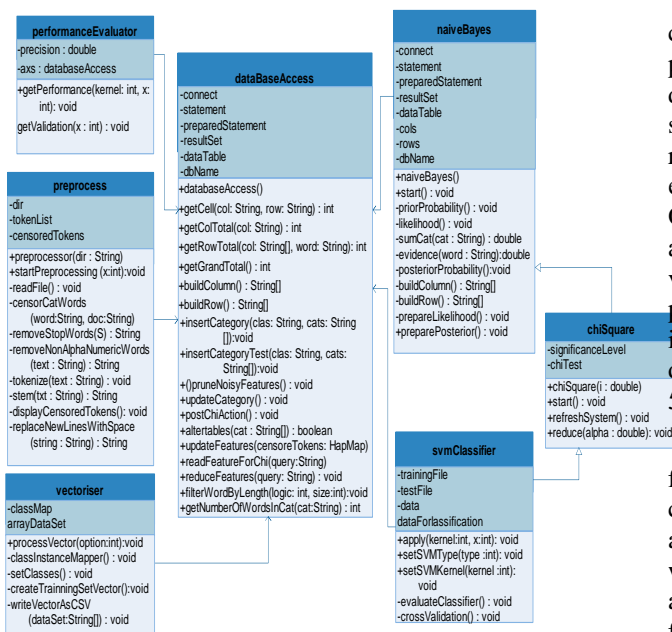 performanceEvaluator
-precision : double
-axs : databaseAccess
+getPerformance(kernel: int, x:
int): void
getValidation(x : int) : void
preprocess
-dir
-tokenList
-censoredTokens
+preprocessor(dir : String)
+startPreprocessing (x:int):void
-readFile() : void
-censorCatWords
(word:String, doc:String)
-removeStopWords(S) : String
-removeNonAlphaNumericWords
(text : String) : String
-tokenize(text : String) : void
-stem(txt : String) : String
-displayCensoredTokens(): void
-replaceNewLinesWithSpace
(string : String) : String
vectoriser
-classMap
arrayDataSet
+processVector(option:int):void
-classInstanceMapper() : void
-setClasses() : void
-createTrainningSetVector():void
-writeVectorAsCSV
(dataSet:String[]) : void
dataBaseAccess
-connect
-statement
-preparedStatement
-resultSet
-dataTable
-dbName
+databaseAccess()
+getCell(col: String, row: String) : int
+getColTotal(col: String) : int
+getRowTotal(col: String[], word: String): int
+getGrandTotal() : int
+buildColumn() : String[]
+buildRow() : String[]
+insertCategory(clas: String, cats: String
[]):void
+insertCategoryTest(clas: String, cats:
String[]):void
+()pruneNoisyFeatures() : void
+updateCategory() : void
+postChiAction() : void
+altertables(cat : String[]) : boolean
+updateFeatures(censoreTokens: HapMap)
+readFeatureForChi(query:String)
+reduceFeatures(query: String) : void
+filterWordByLength(logic: int, size:int):void
+getNumberOfWordsInCat(cat:String) : int
naiveBayes
-connect
-statement
-preparedStatement
-resultSet
-dataTable
-cols
-rows
-dbName
+naiveBayes()
+start() : void
-priorProbability() : void
-likelihood() : void
-sumCat(cat : String) : double
-evidence(word : String):double
-posteriorProbability():void
-buildColumn() : String[]
-buildRow() : String[]
-prepareLikelihood() : void
+preparePosterior() : void
chiSquare
-significanceLevel
-chiTest
+chiSquare(i : double)
+start() : void
+refreshSystem() : void
+reduce(alpha : double): void
svmClassifier
-trainingFile
-testFile
-data
dataForlassification
+apply(kernel:int, x:int): void
+setSVMType(type :int): void
+setSVMKernel(kernel :int):
void
-evaluateClassifier() : void
-crossValidation() : void